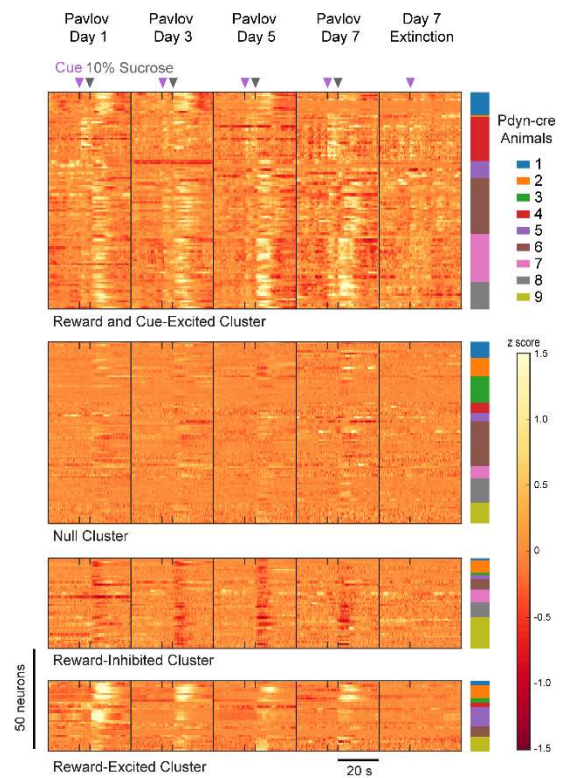 Pavlov Day 1
Pavlov Day 3
Pavlov Day 5
Pavlov Day 7
Day 7 Extinction
Cue 10% Sucrose
Pdyn-cre
Animals
1
2
3
4
5
6
7
8
9
Reward and Cue-Excited Cluster
z score
1.5
1.0
0.5
0
-0.5
-1.0
-1.5
Null Cluster
Reward-Inhibited Cluster
50 neurons
Reward-Excited Cluster
20 s